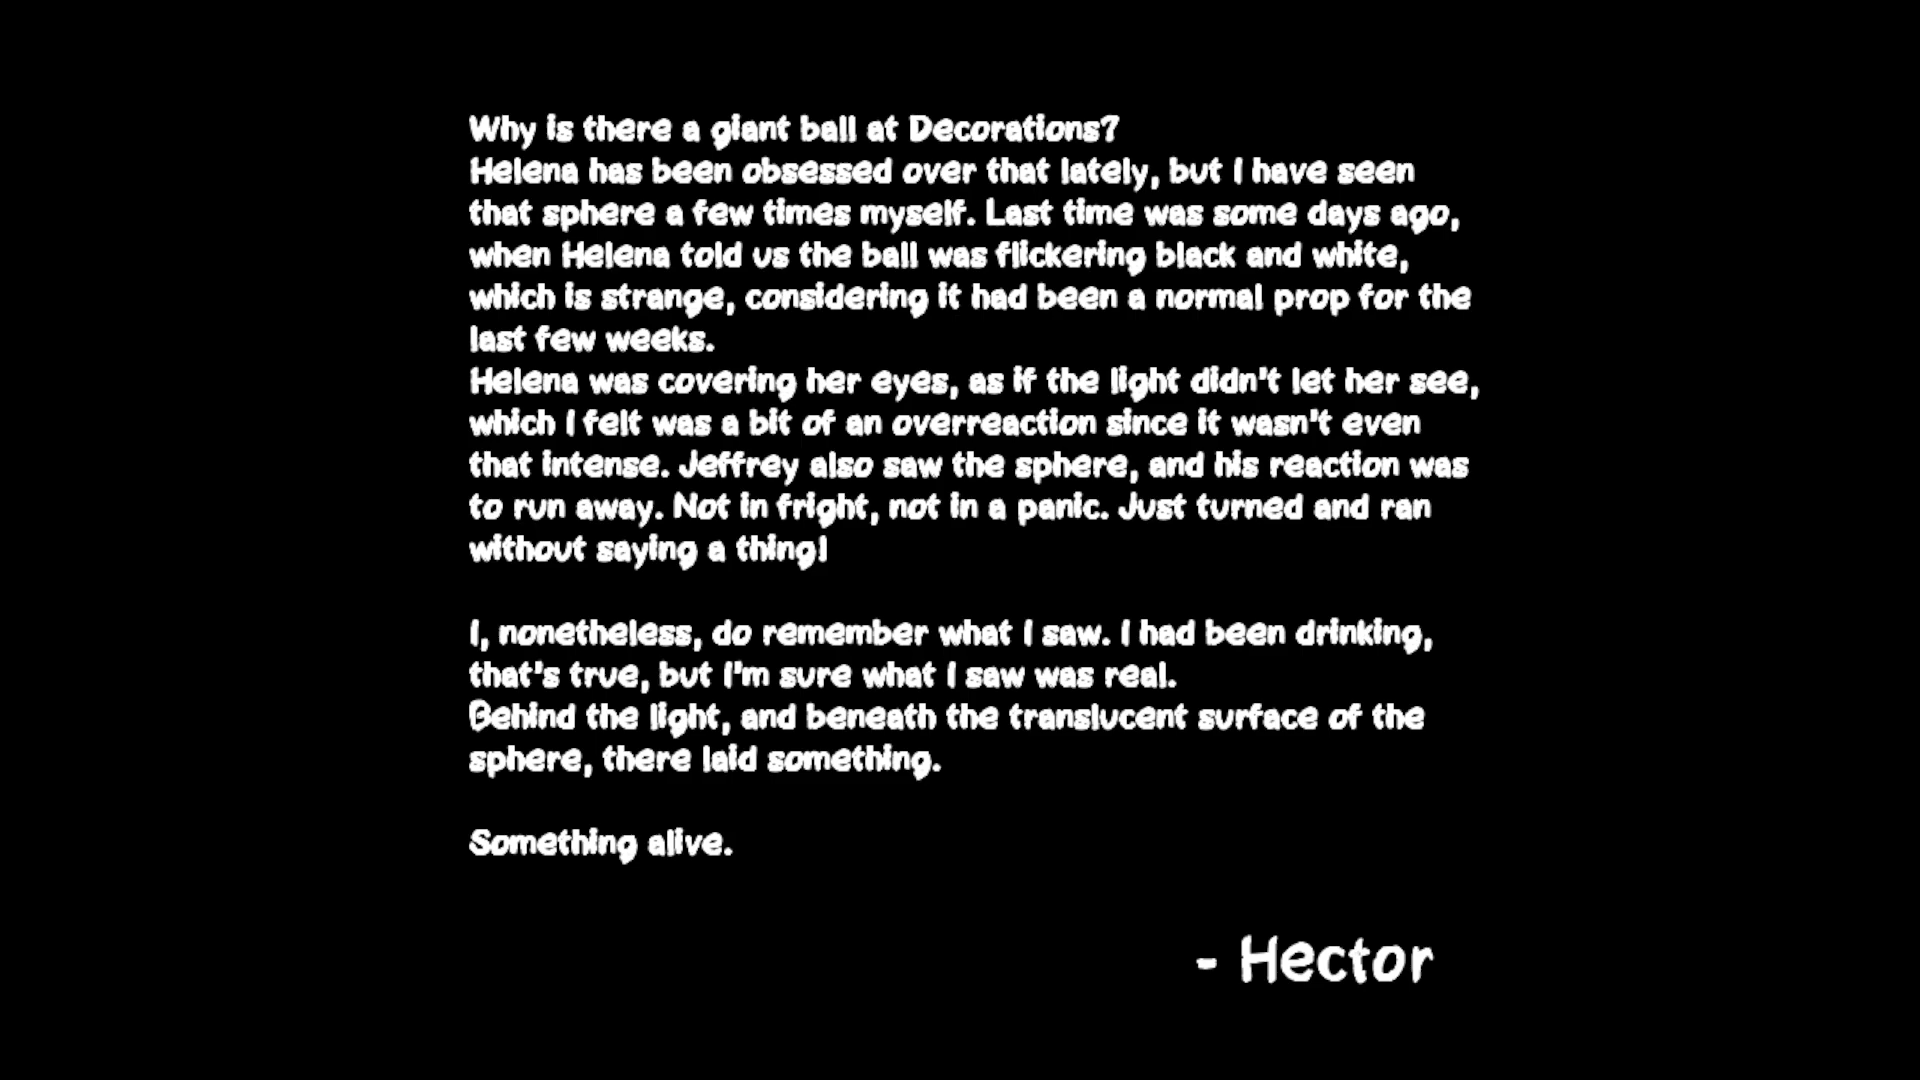 Why is there a giant ball at Decorations?
Helena has been obsessed over that lately, but I have seen
that sphere a few times myself. Last time was some days ago,
when Helena told us the ball was flickering black and white,
which is strange, considering it had been a normal prop for the
last few weeks.
Helena was covering her eyes, as if the light didn't let her see,
which I felt was a bit of an overreaction since it wasn't even
that intense. Jeffrey also saw the sphere, and his reaction was
to run away. Not in fright, not in a panic. Just turned and ran
without saying a thing!

I, nonetheless, do remember what I saw. I had been drinking,
that's true, but I'm sure what I saw was real.
Behind the light, and beneath the translucent surface of the
sphere, there laid something.

Something alive.

- Hector